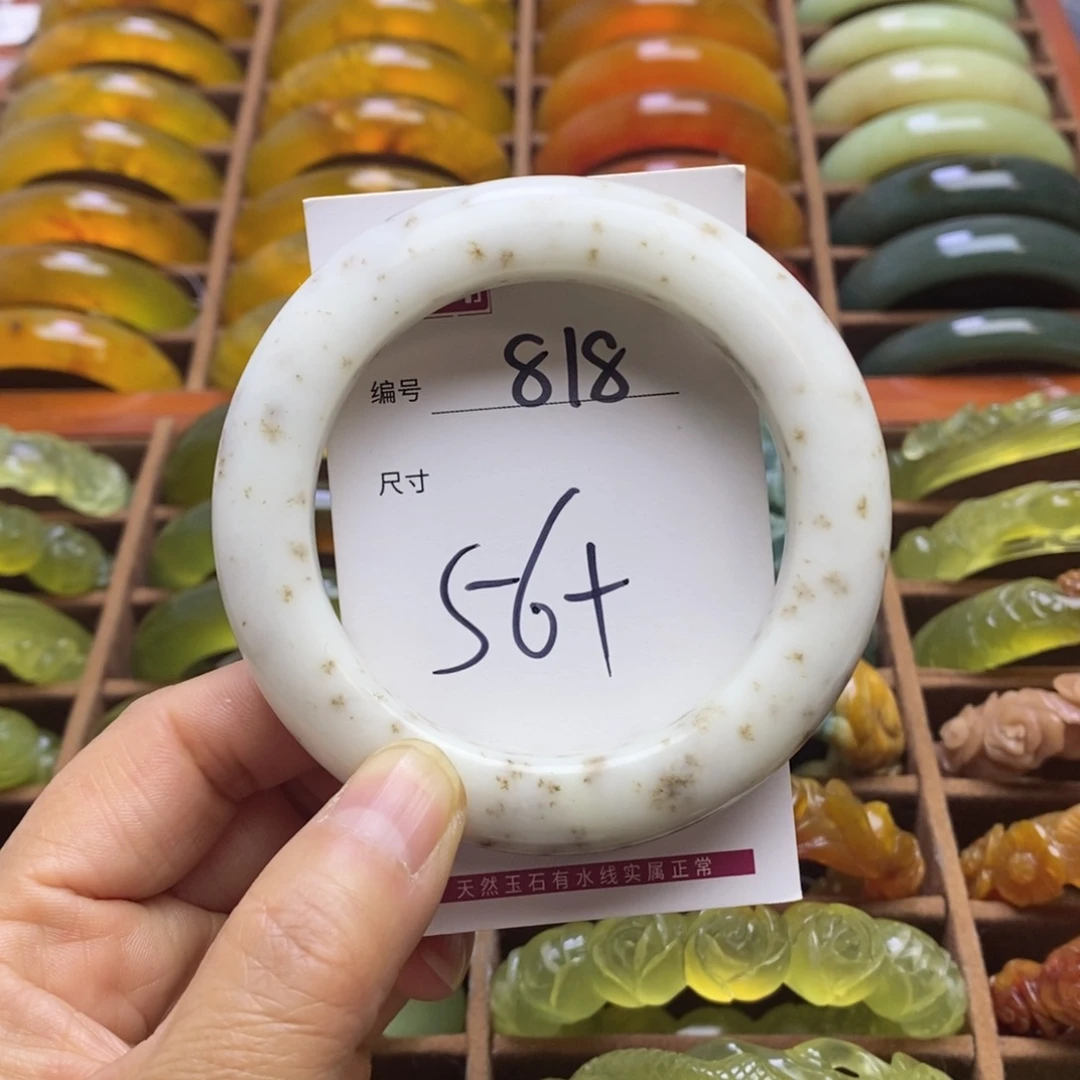 编号 818
尺寸
56+
天然玉石有水线实属正常